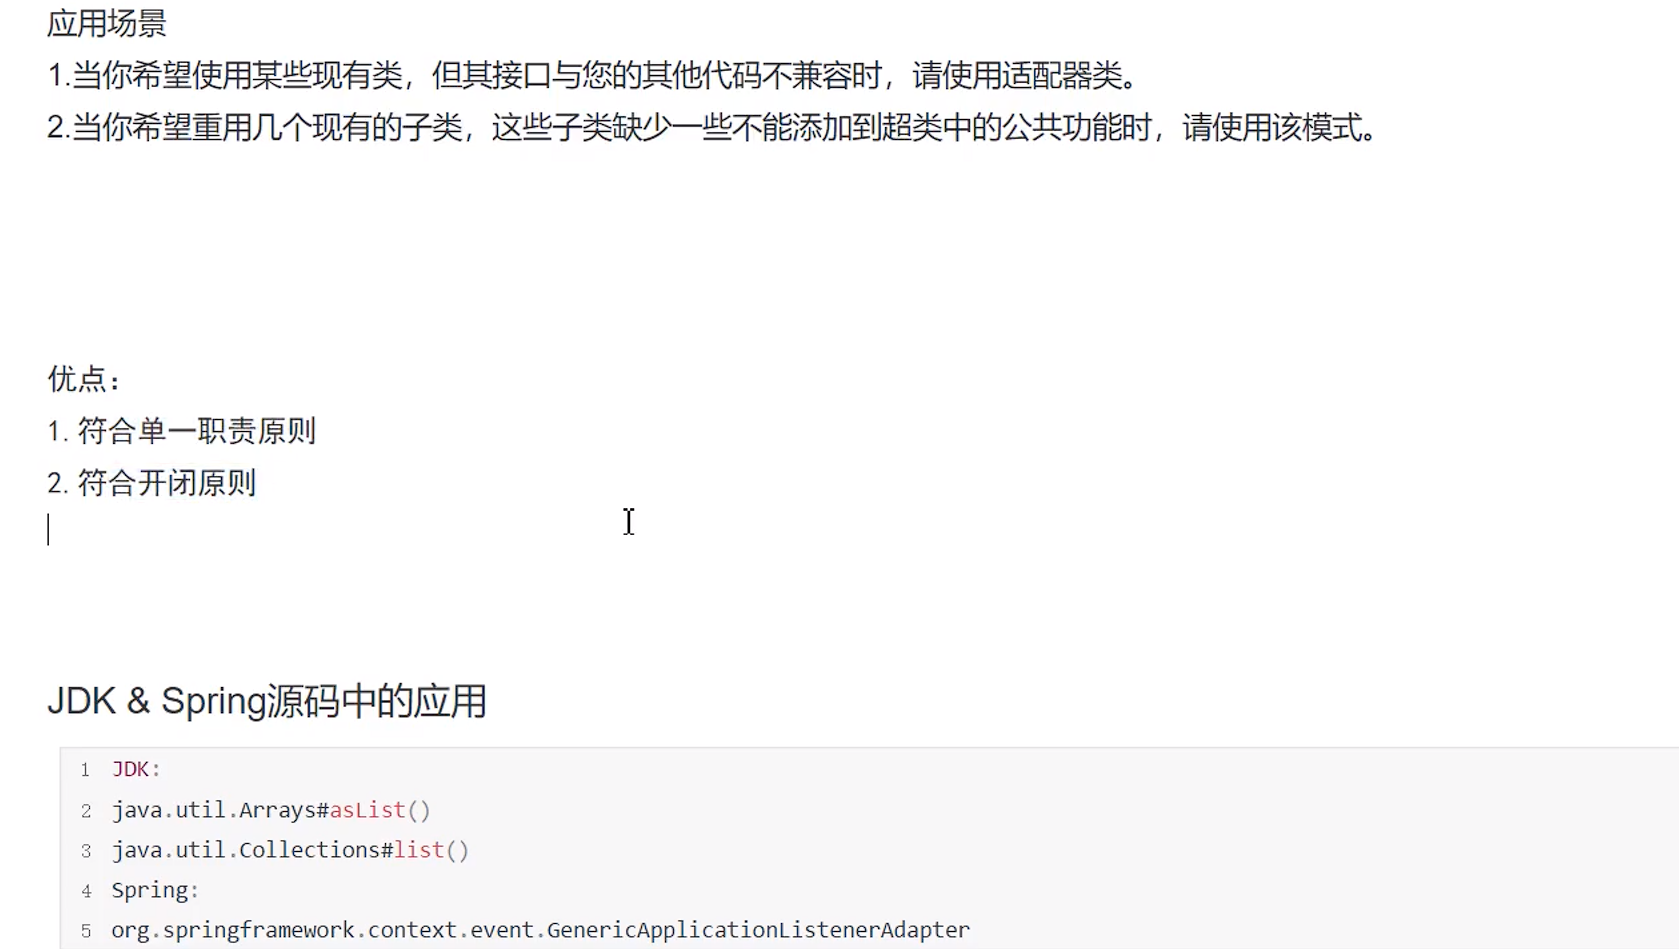 应用场景
1.当你希望使用某些现有类，但其接口与您的其他代码不兼容时，请使用适配器类。
2.当你希望重用几个现有的子类，这些子类缺少一些不能添加到超类中的公共功能时，请使用该模式。
优点：
1. 符合单一职责原则
2. 符合开闭原则
JDK & Spring源码中的应用
1 JDK:
2 java.util.Arrays#asList()
3 java.util.Collections#list()
4 Spring:
5 org.springframework.context.event.GenericApplicationListenerAdapter